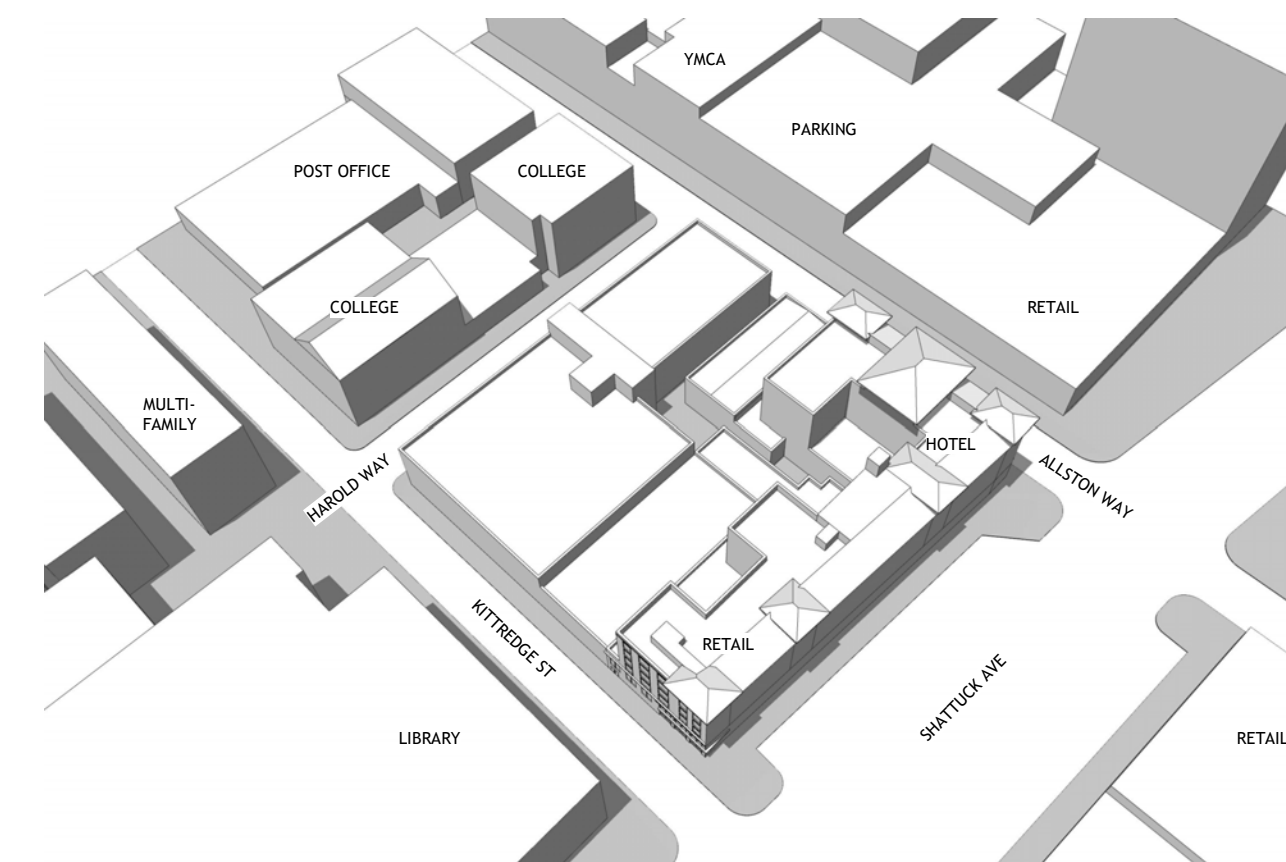 YMCA
PARKING
POST OFFICE
COLLEGE
COLLEGE
RETAIL
MULTI-
FAMILY
HOTEL
HAROLD WAY
ALLSTON WAY
KITTREDGE ST
RETAIL
SHATTUCK AVE
LIBRARY
RETAIL